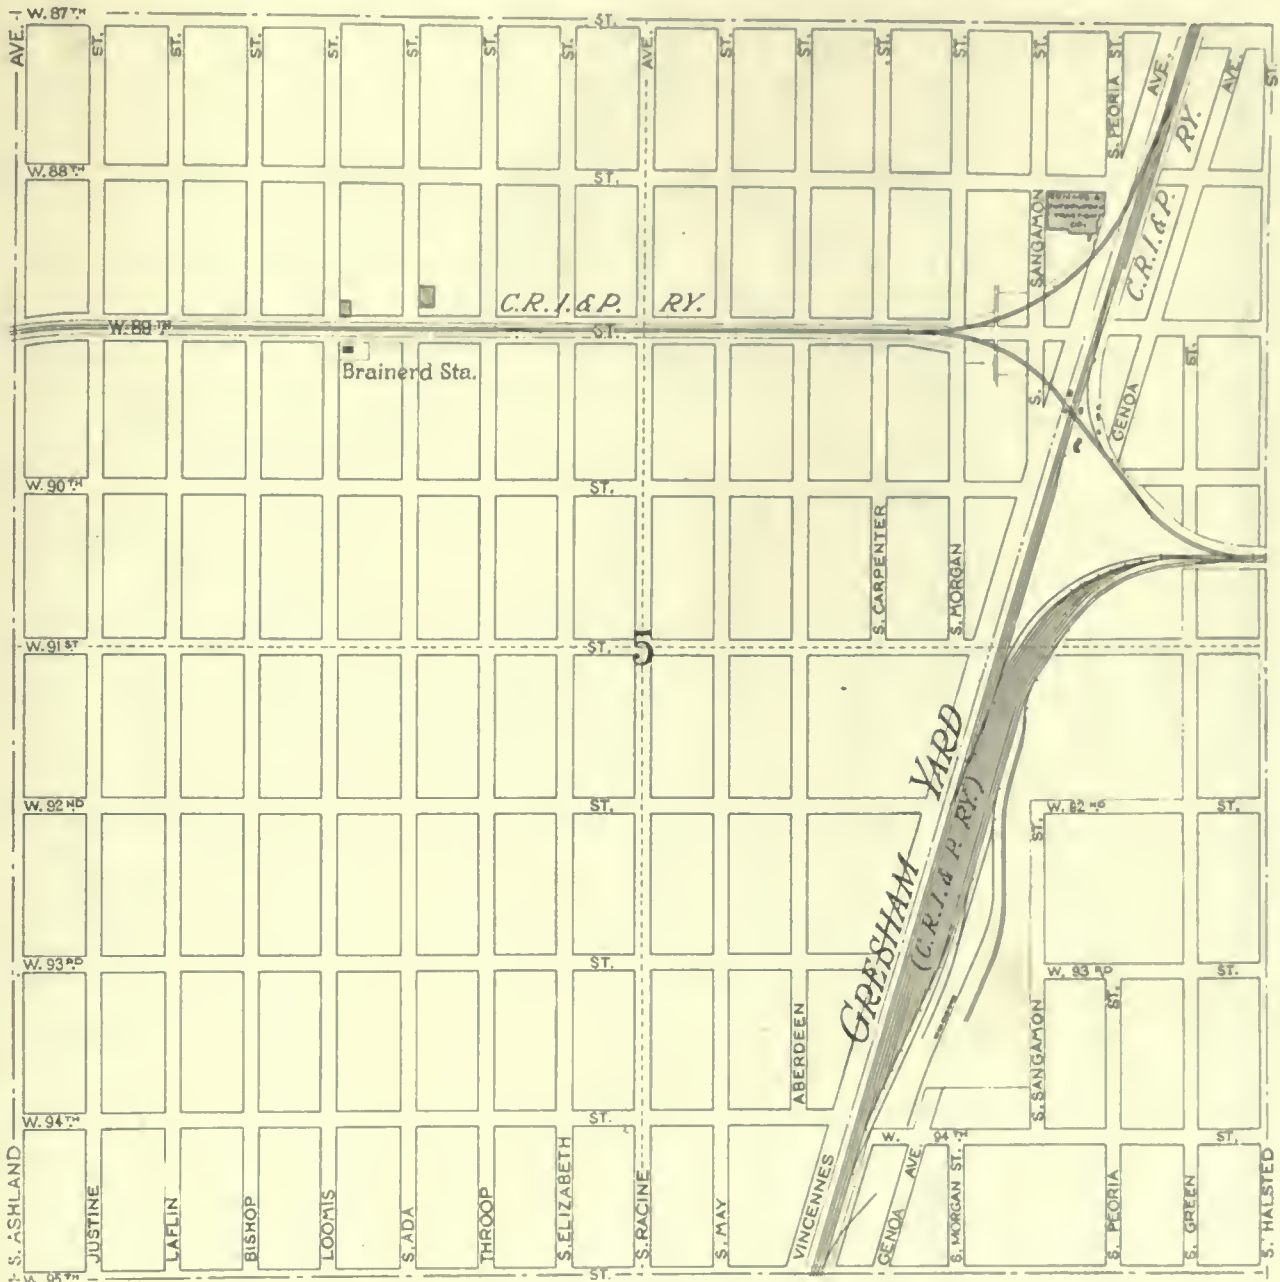 W. 87TH ST.
AVE. ST. ST. ST. ST. ST. ST. ST. AVE. ST. ST. ST. ST. ST. S. PEORIA ST. AVE. AVE. ST.
W. 88TH ST.
SANGAMON
C.R.I.&P. RY.
C.R.I.&P. RY.
W. 89TH ST.
Brainerd Sta.
S. GENOA ST.
W. 90TH ST.
S. CARPENTER S. MORGAN
W. 91ST ST.
5
GRESHAM YARD
(C.R.I. & P. RY.)
W. 92ND ST. ST. W. 92ND ST.
W. 93RD ST. W. 93RD ST.
ST.
ABERDEEN S. SANGAMON
W. 94TH ST. W. 94TH ST.
S. ASHLAND JUSTINE LAFLIN BISHOP LOOMIS S. ADA THROOP S. ELIZABETH S. RACINE S. MAY VINCENNES GENOA AVE. S. MORGAN ST. S. PEORIA S. GREEN S. HALSTED
W. 95TH ST.